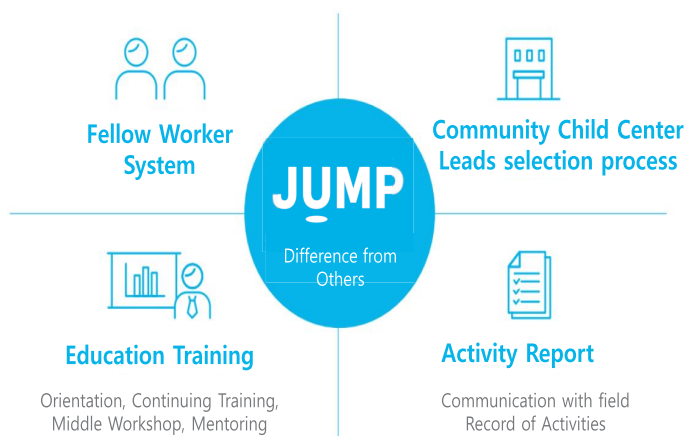 Fellow Worker
System
Community Child Center
Leads selection process
JUMP
Difference from
Others
Education Training
Orientation, Continuing Training,
Middle Workshop, Mentoring
Activity Report
Communication with field
Record of Activities